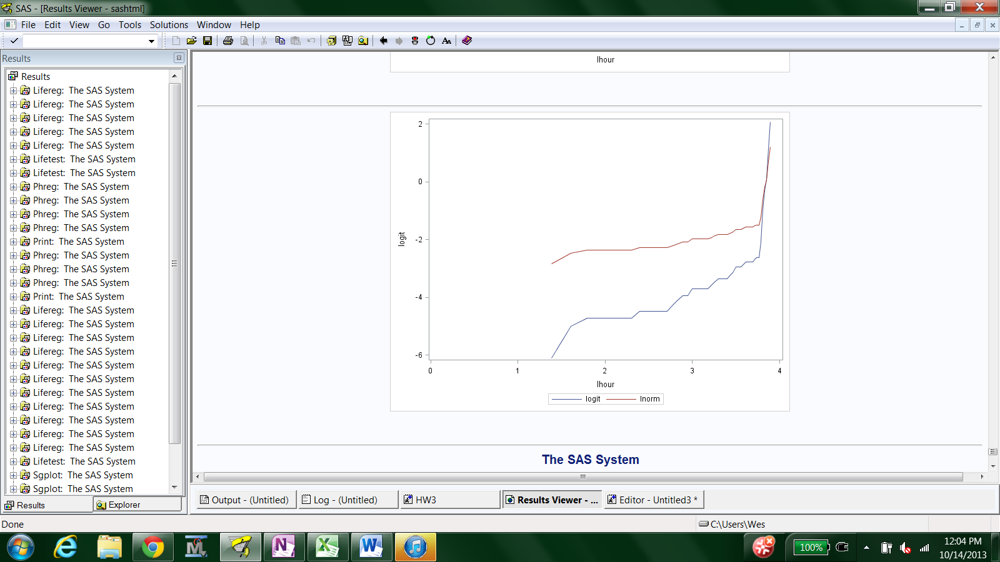 SAS - [Results Viewer - sashtml]
File Edit View Go Tools Solutions Window Help
Results
Results
Lifereg: The SAS System
Lifereg: The SAS System
Lifereg: The SAS System
Lifereg: The SAS System
Lifereg: The SAS System
Lifetest: The SAS System
Lifetest: The SAS System
Phreg: The SAS System
Phreg: The SAS System
Phreg: The SAS System
Phreg: The SAS System
Print: The SAS System
Phreg: The SAS System
Phreg: The SAS System
Phreg: The SAS System
Print: The SAS System
Lifereg: The SAS System
Lifereg: The SAS System
Lifereg: The SAS System
Lifereg: The SAS System
Lifereg: The SAS System
Lifereg: The SAS System
Lifereg: The SAS System
Lifereg: The SAS System
Lifereg: The SAS System
Lifereg: The SAS System
Lifereg: The SAS System
Lifetest: The SAS System
Sgplot: The SAS System
Sgplot: The SAS System
Results Explorer
lhour
2
0
-2
-4
-6
logit
0 1 2 3 4
lhour
logit lnorm
The SAS System
Output - (Untitled) Log - (Untitled) HW3 Results Viewer - ... Editor - Untitled3 *
Done C:\Users\Wes
100% 12:04 PM
10/14/2013